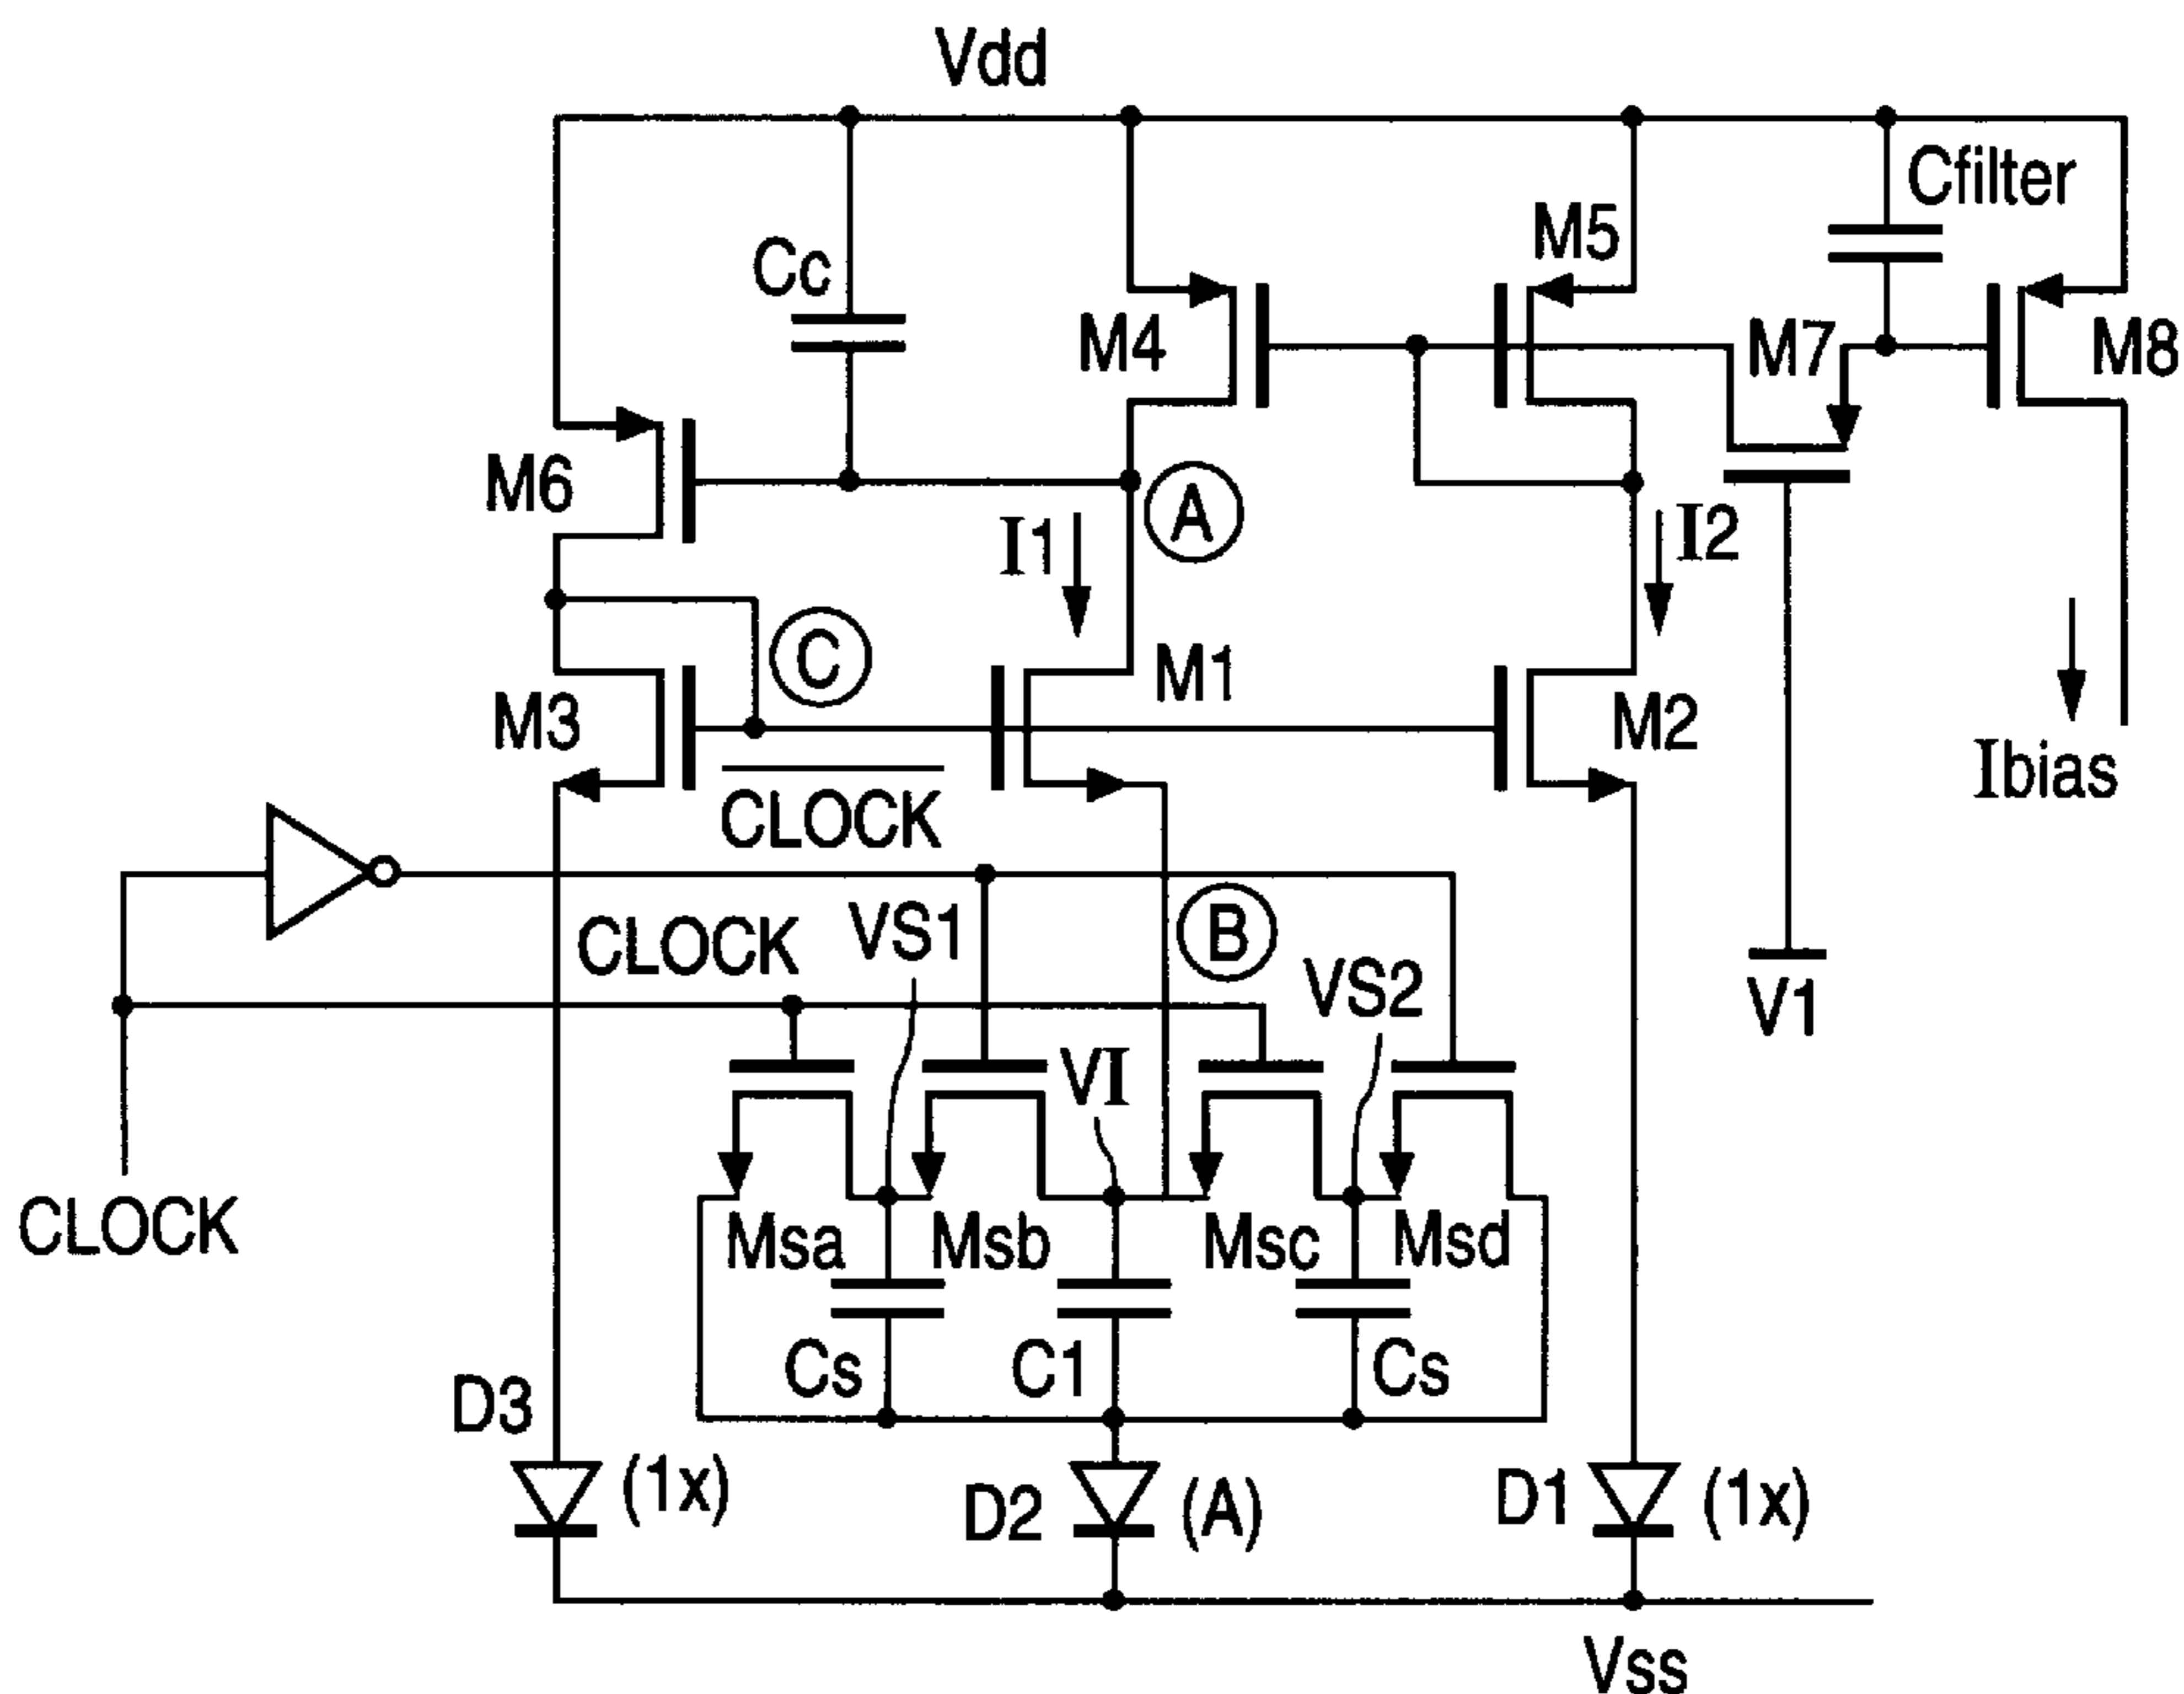 Vdd
Cfilter
M5
Cc
M4
M7
M8
M6
A
I1
I2
C
M1
M3
M2
Ibias
CLOCK
CLOCK
VS1
B
VS2
V1
VI
CLOCK
Msa
Msb
Msc
Msd
Cs
C1
Cs
D3
(1x)
D2
(A)
D1
(1x)
Vss